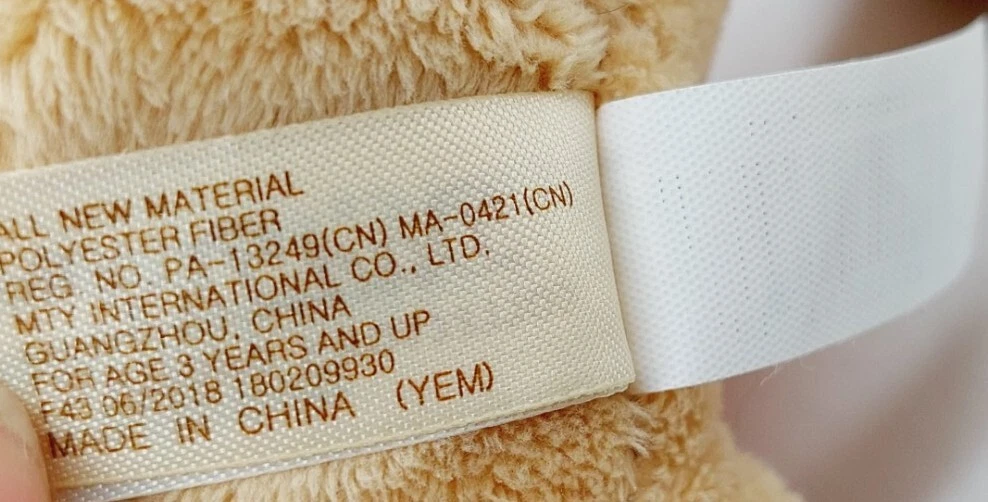 ALL NEW MATERIAL
POLYESTER FIBER
REG NO. PA-13249(CN) MA-0421(CN)
MTY INTERNATIONAL CO., LTD.
GUANGZHOU, CHINA
FOR AGE 3 YEARS AND UP
F43 06/2018 180209930
MADE IN CHINA (YEM)